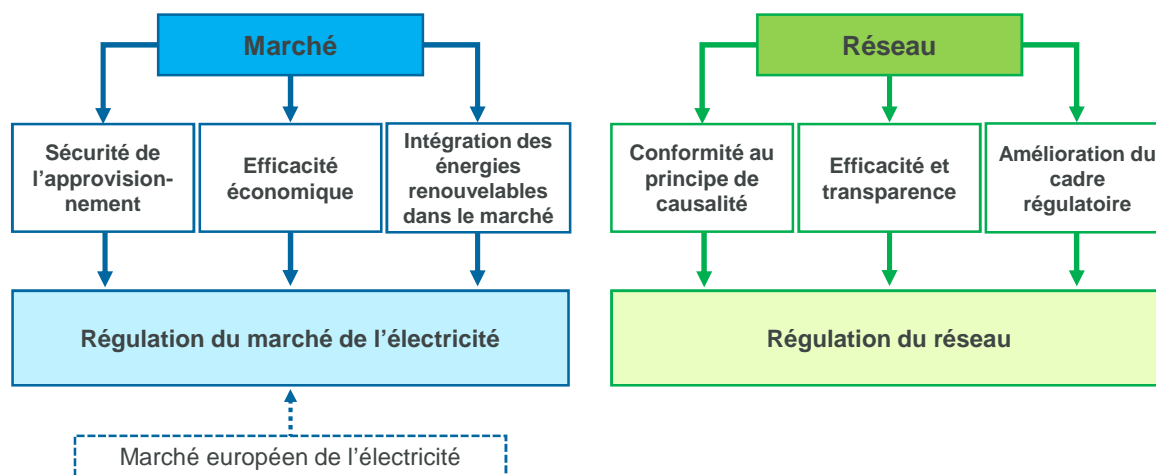 Marché
Sécurité de
l’approvision-
nement
Efficacité
économique
Intégration des
énergies
renouvelables
dans le marché
Régulation du marché de l’électricité
Marché européen de l’électricité
Réseau
Conformité au
principe de
causalité
Efficacité et
transparence
Amélioration du
cadre
régulatoire
Régulation du réseau